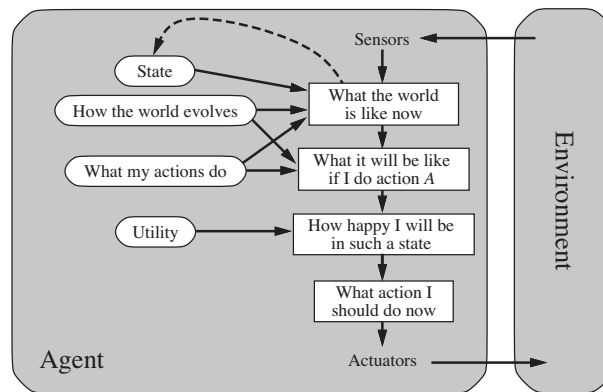 Sensors
State
What the world
is like now
How the world evolves
What it will be like
if I do action A
What my actions do
How happy I will be
in such a state
Utility
What action I
should do now
Agent
Actuators
Environment